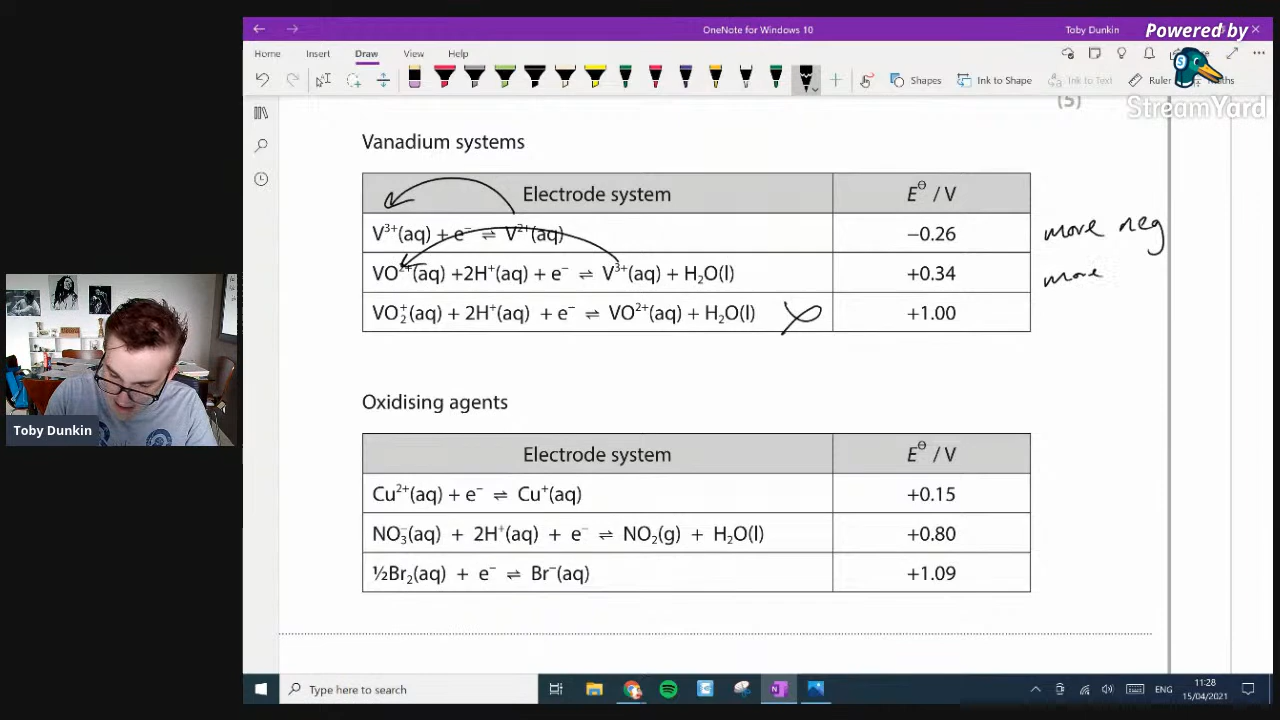 OneNote for Windows 10
Toby Dunkin
Powered by
StreamYard
Home Insert Draw View Help
Shapes Ink to Shape Ink to Text Ruler Maths
(5)
Vanadium systems
Electrode system E⦵ / V
V³⁺(aq) + e⁻ ⇌ V²⁺(aq) −0.26 more neg
VO²⁺(aq) +2H⁺(aq) + e⁻ ⇌ V³⁺(aq) + H₂O(l) +0.34 more
VO₂⁺(aq) + 2H⁺(aq) + e⁻ ⇌ VO²⁺(aq) + H₂O(l) +1.00
Oxidising agents
Electrode system E⦵ / V
Cu²⁺(aq) + e⁻ ⇌ Cu⁺(aq) +0.15
NO₃⁻(aq) + 2H⁺(aq) + e⁻ ⇌ NO₂(g) + H₂O(l) +0.80
½Br₂(aq) + e⁻ ⇌ Br⁻(aq) +1.09
Toby Dunkin
Type here to search
ENG
11:28
15/04/2021